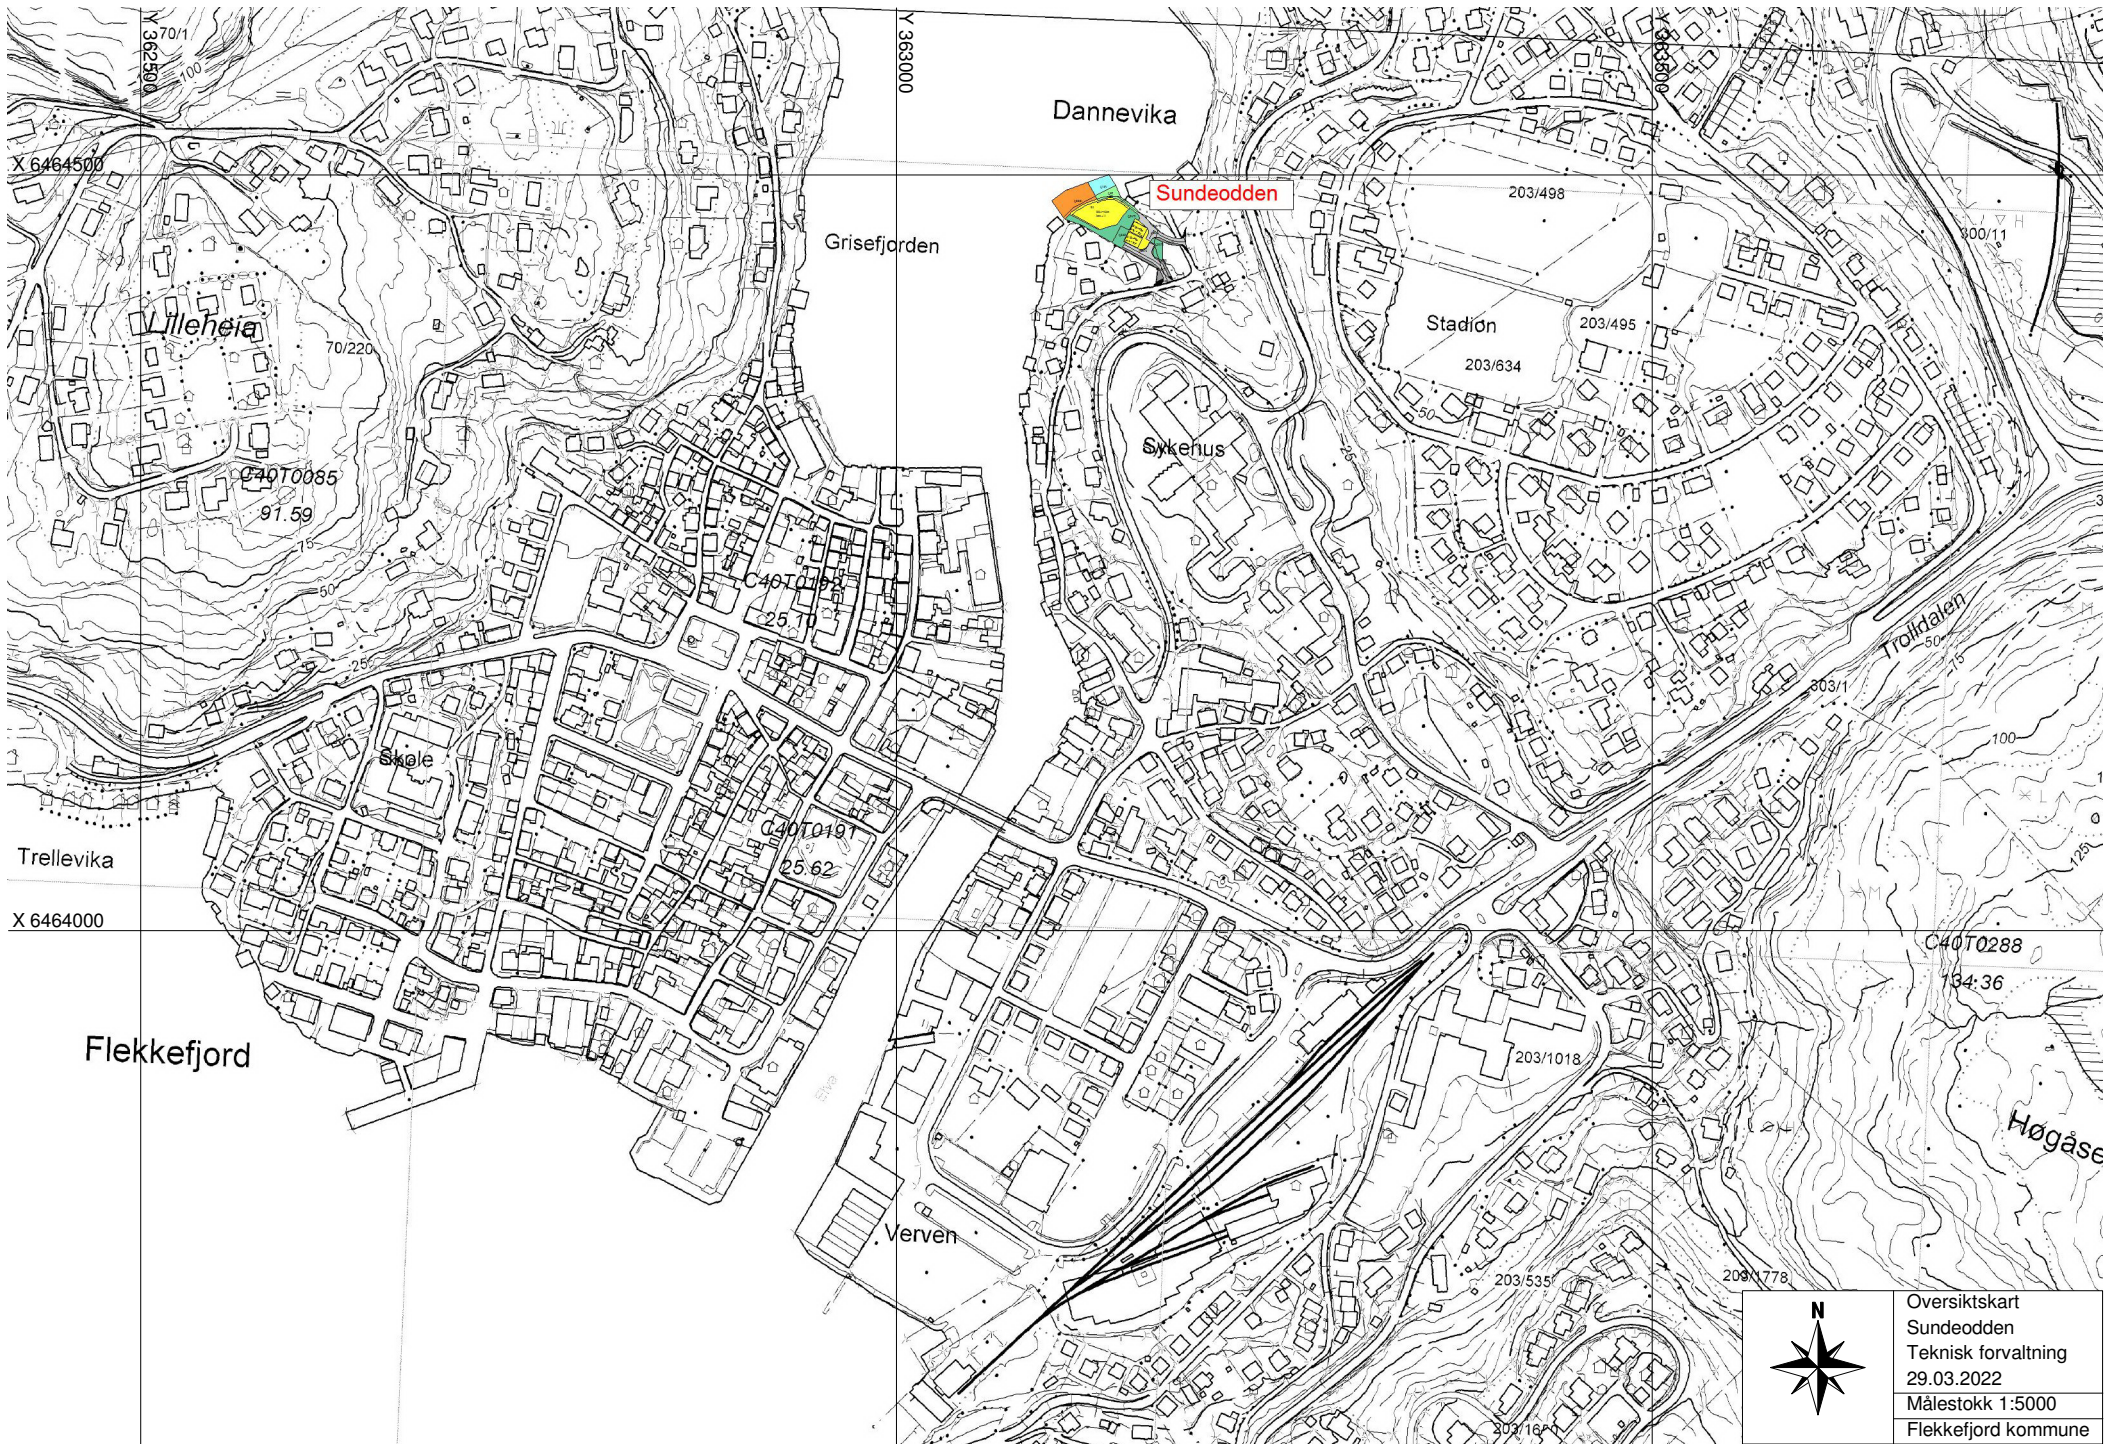 70/1
Y 362500
100
Y 363000
Y 363500
Dannevika
X 6464500
Sundeodden
203/498
300/11
Grisefjorden
Lilleheia
70/220
Stadion
203/495
203/634
50
Sykehus
25
C40T0085
91.59
75
50
C40T0192
25.10
Trolldalen
50
75
25
303/1
100
Skole
C40T0191
25.62
125
Trellevika
X 6464000
C40T0288
134.36
Flekkefjord
203/1018
Elva
Høgåse
Verven
203/535
209/1778
N
Oversiktskart
Sundeodden
Teknisk forvaltning
29.03.2022
Målestokk 1:5000
Flekkefjord kommune